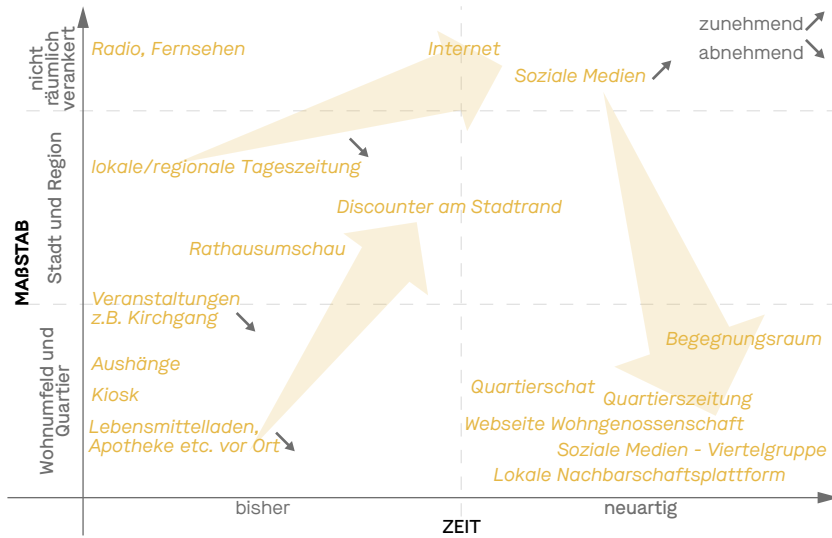 zunehmend
abnehmend
nicht
räumlich
verankert
Radio, Fernsehen
Internet
Soziale Medien
MAßSTAB
Stadt und Region
lokale/regionale Tageszeitung
Discounter am Stadtrand
Rathausumschau
Wohnumfeld und
Quartier
Veranstaltungen
z.B. Kirchgang
Aushänge
Kiosk
Lebensmittelladen,
Apotheke etc. vor Ort
Begegnungsraum
Quartierschat
Quartierszeitung
Webseite Wohngenossenschaft
Soziale Medien - Viertelgruppe
Lokale Nachbarschaftsplattform
bisher
neuartig
ZEIT